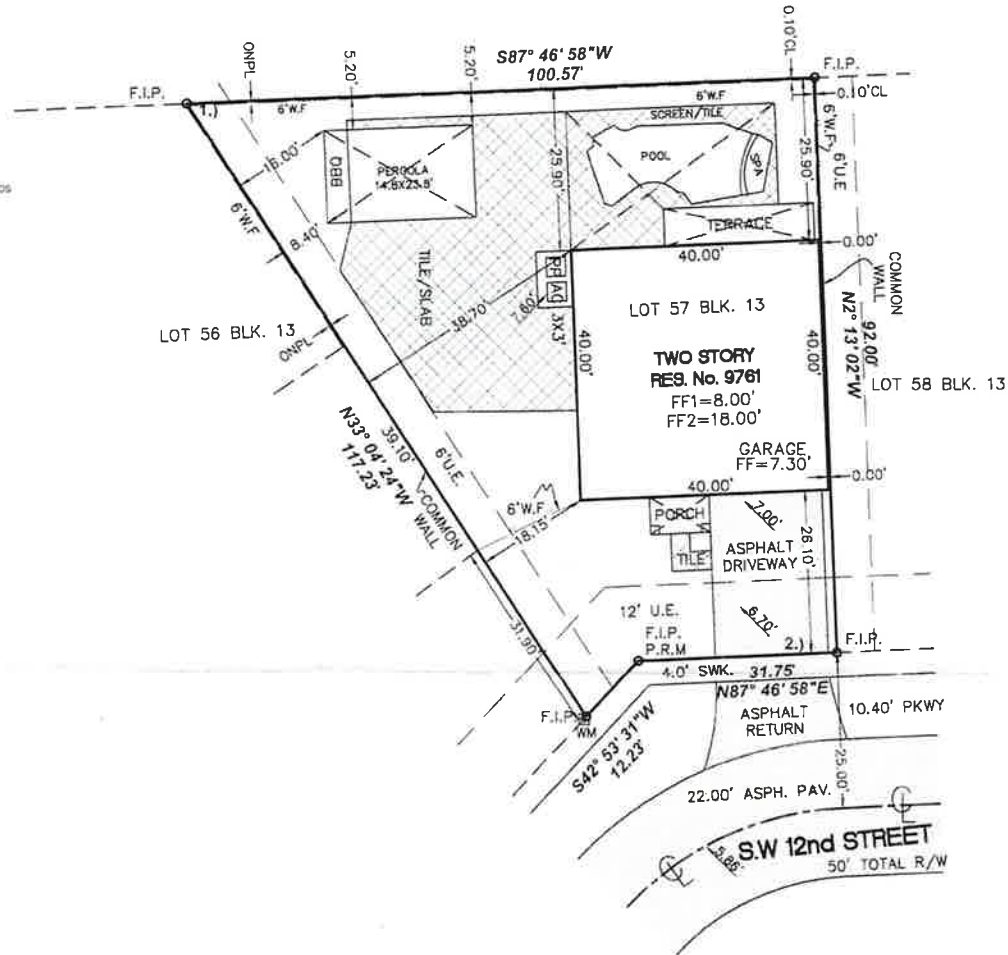 S87° 46' 58"W
100.57'
0.10'CL
F.I.P.
ONPL
5.20'
5.20'
F.I.P.
1.)
6'W.F
6'W.F
0.10'CL
SCREEN/TILE
6'W.F
6'U.E
16.00'
BBQ
PERGOLA
25.90'
POOL
SPA
25.90'
OS
6'W.F
8.40'
TERRACE
0.00'
40.00'
COMMON
WALL
TILE/SLAB
PP
AC
7.60'
3X3'
LOT 57 BLK. 13
LOT 56 BLK. 13
ONPL
38.70'
40.00'
40.00'
92.00'
N2° 13' 02"W
TWO STORY
RES. No. 9761
FF1=8.00'
FF2=18.00'
LOT 58 BLK. 13
GARAGE
FF=7.30'
0.00'
40.00'
N33° 04' 24"W
117.23'
39.10'
COMMON
WALL
6'U.E.
6'W.F
18.15'
PORCH
TILE
7.00'
26.10'
ASPHALT
DRIVEWAY
31.90'
12' U.E.
F.I.P.
P.R.M
6.70'
2.)
F.I.P.
4.0' SWK.
31.75'
N87° 46' 58"E
F.I.P.
WM
S42° 53' 31"W
12.23'
ASPHALT
RETURN
10.40' PKWY
25.00'
22.00' ASPH. PAV.
CL
S.W 12nd STREET
50' TOTAL R/W
5.86'
CL